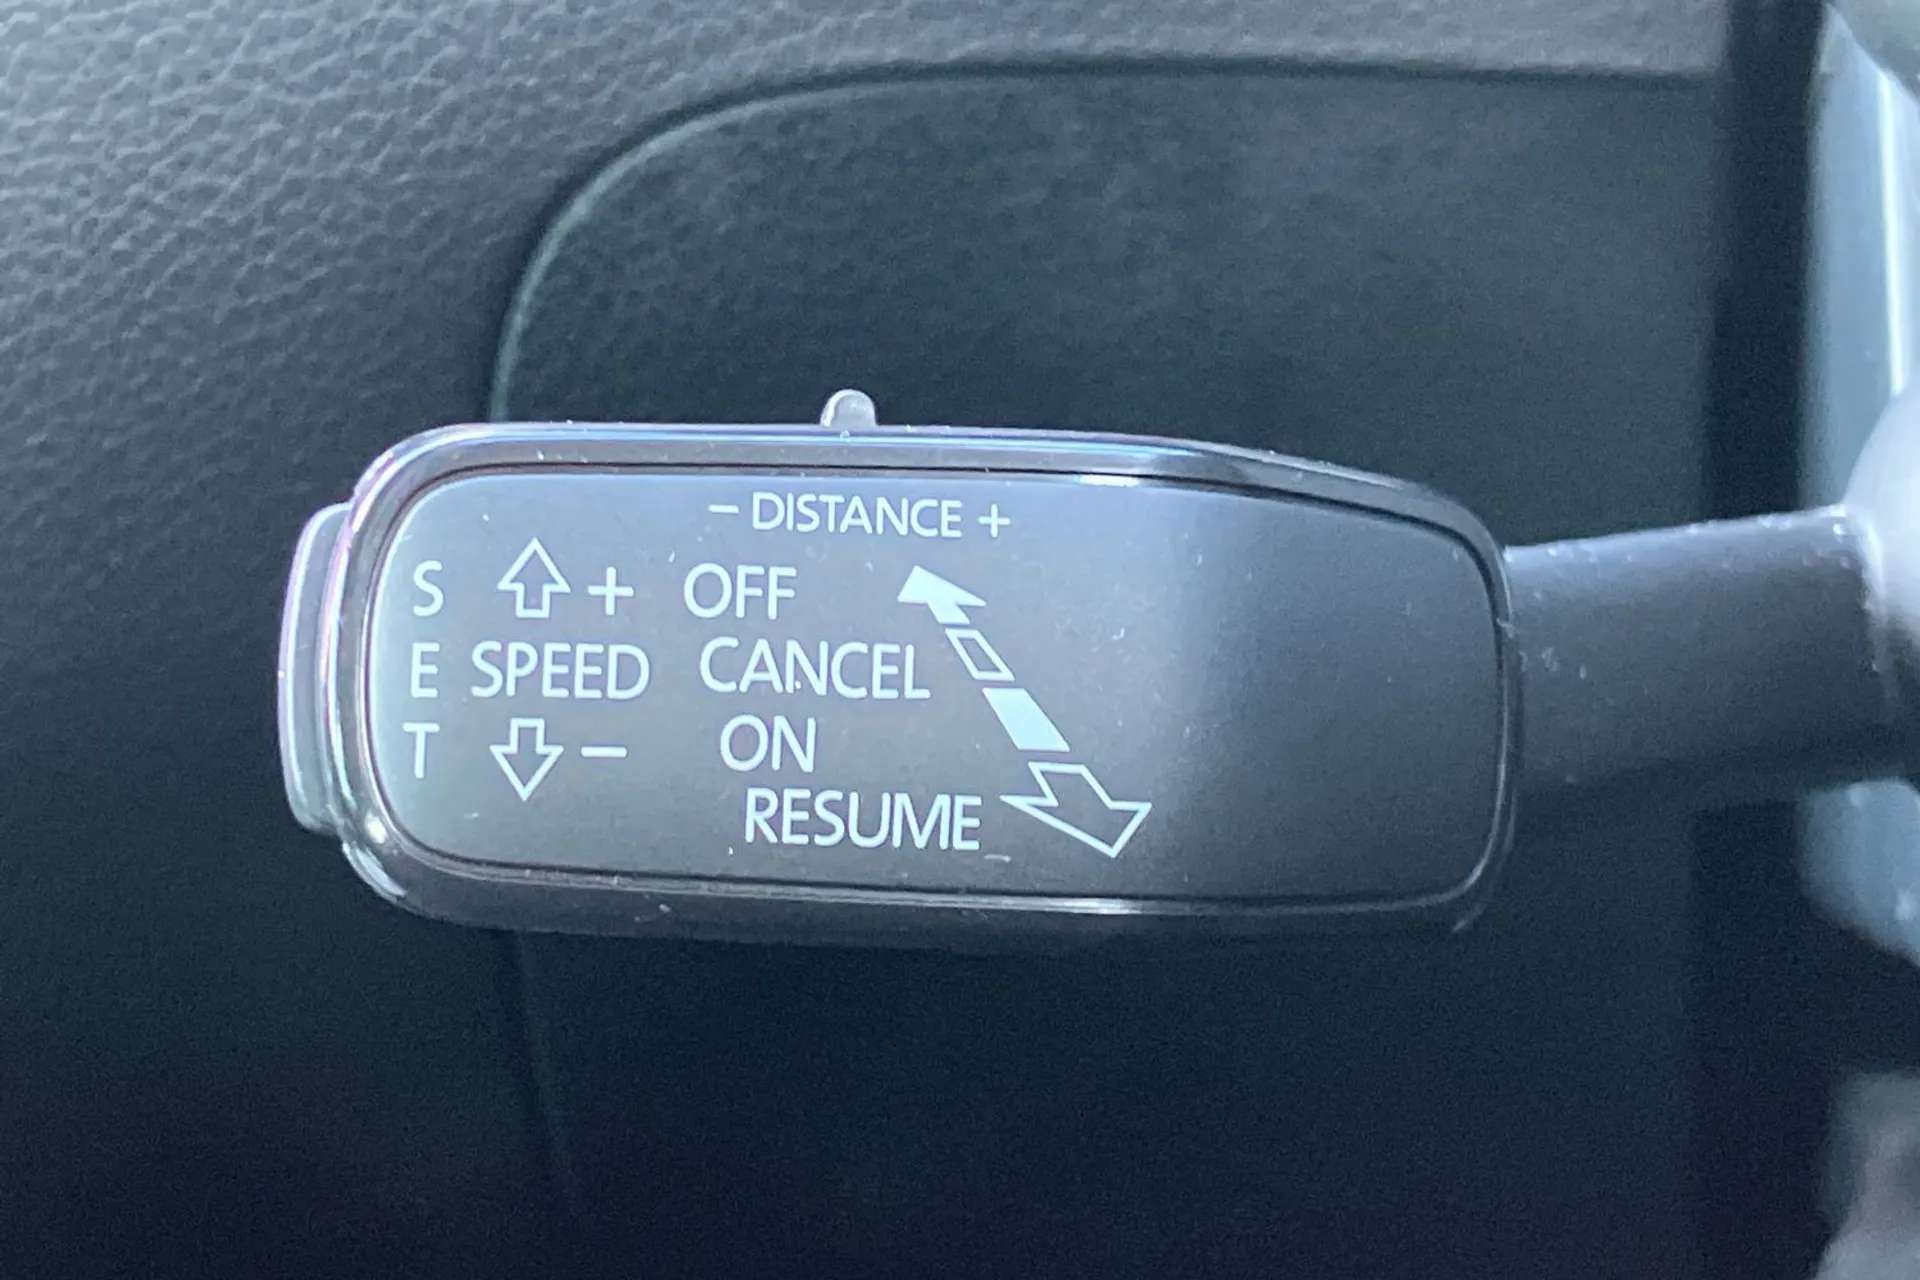 − DISTANCE +
S + OFF
E SPEED CANCEL
T − ON
RESUME